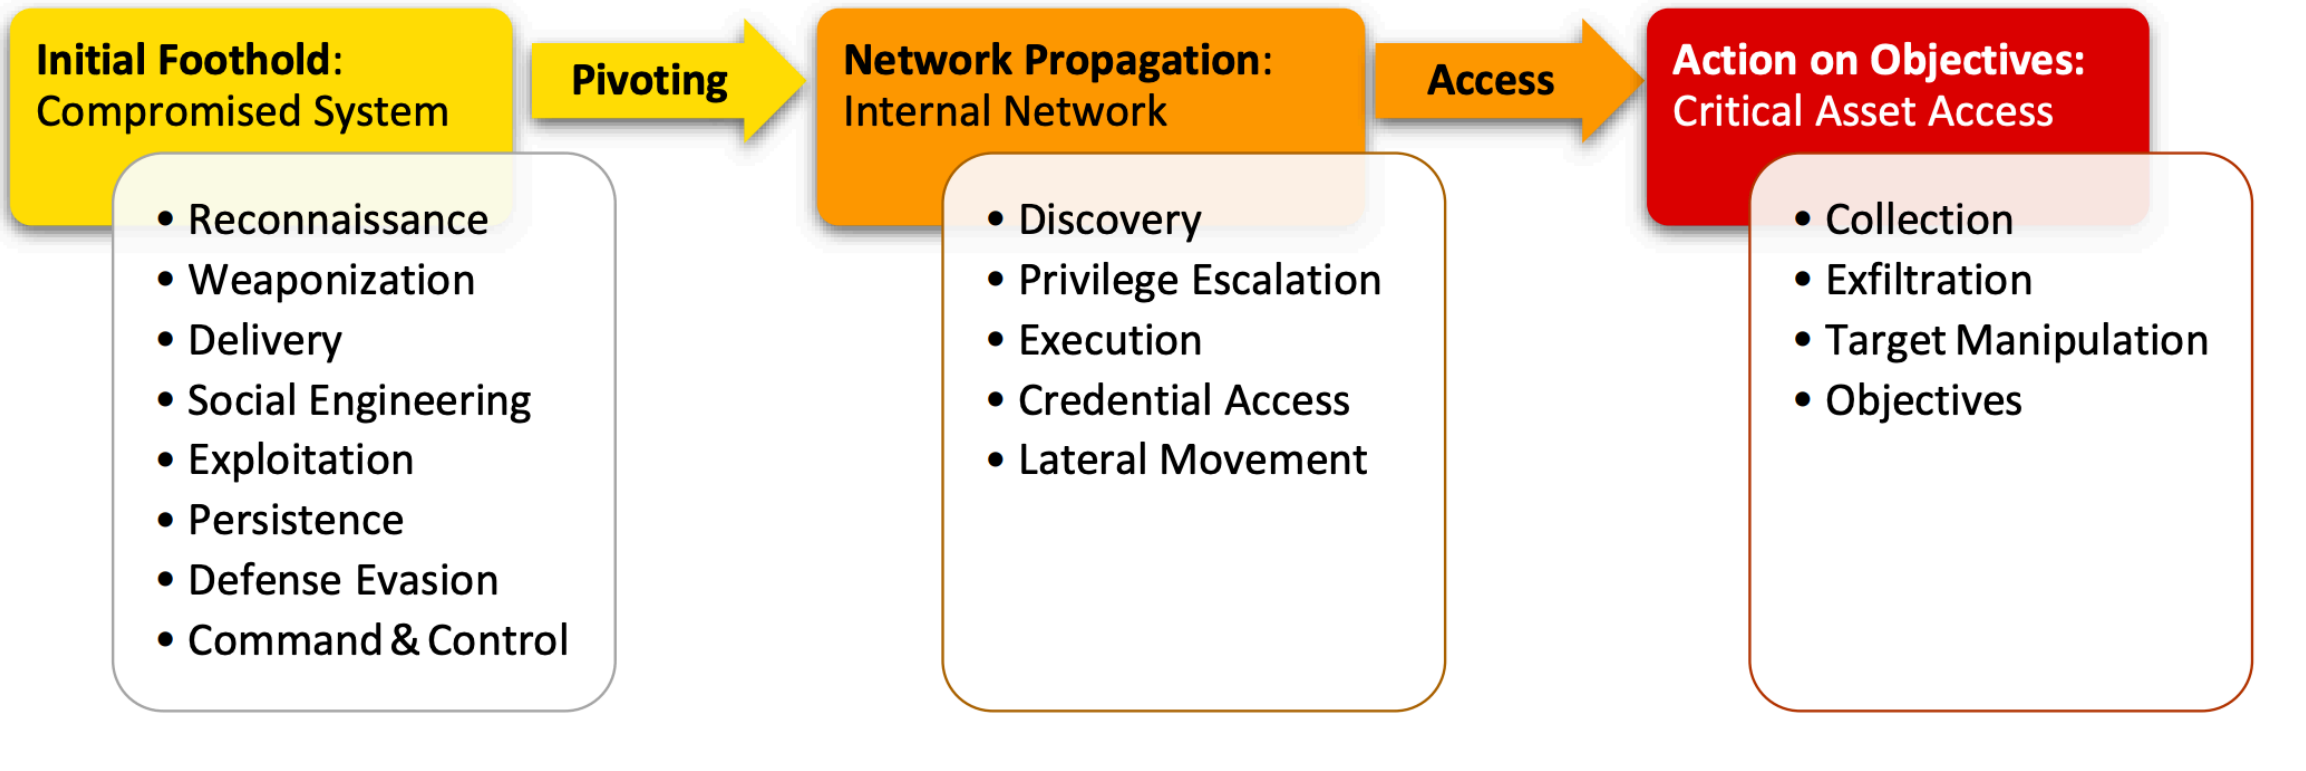 Initial Foothold:
Compromised System
• Reconnaissance
• Weaponization
• Delivery
• Social Engineering
• Exploitation
• Persistence
• Defense Evasion
• Command & Control
Pivoting
Network Propagation:
Internal Network
• Discovery
• Privilege Escalation
• Execution
• Credential Access
• Lateral Movement
Access
Action on Objectives:
Critical Asset Access
• Collection
• Exfiltration
• Target Manipulation
• Objectives